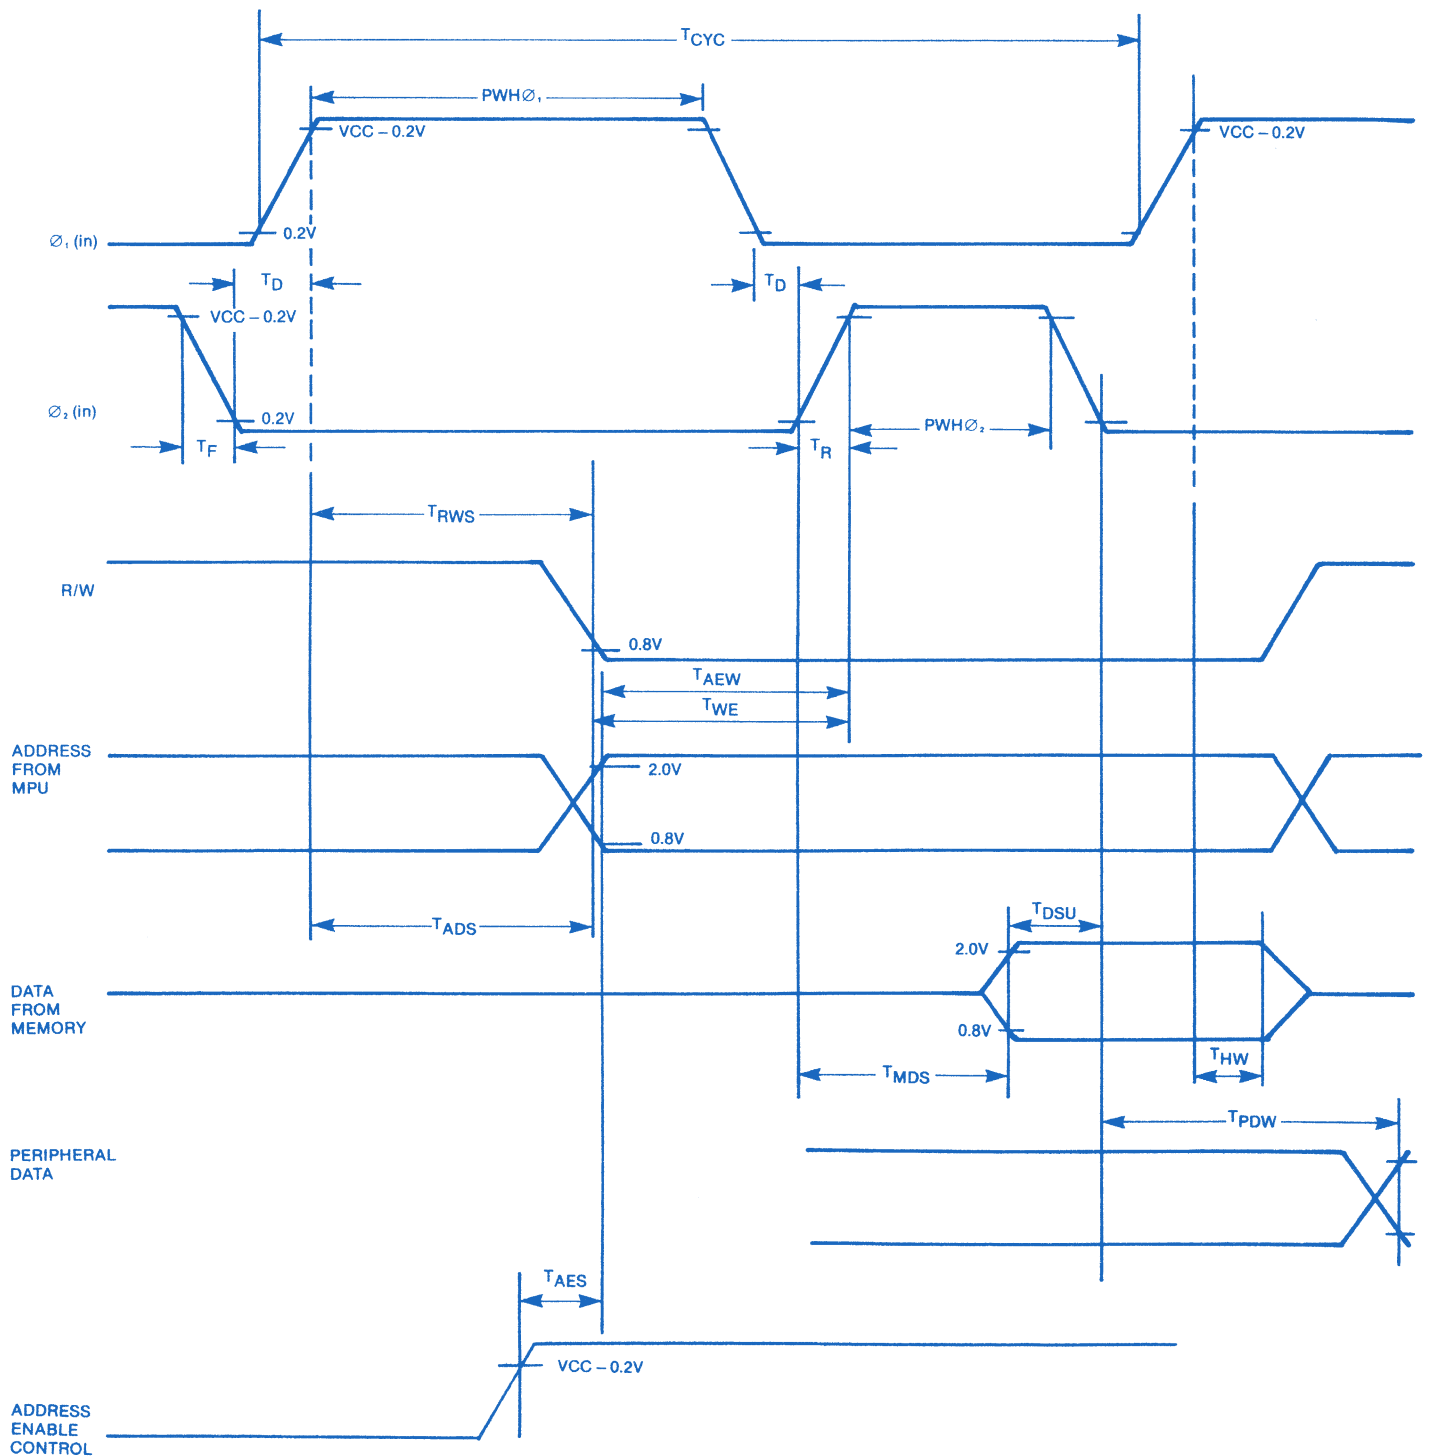 TCYC
PWHØ₁
VCC – 0.2V
VCC – 0.2V
0.2V
Ø₁ (in)
TD
TD
VCC – 0.2V
0.2V
Ø₂ (in)
TF
TR
PWHØ₂
TRWS
R/W
0.8V
TAEW
TWE
ADDRESS
FROM
MPU
2.0V
0.8V
TADS
TDSU
2.0V
DATA
FROM
MEMORY
0.8V
THW
TMDS
TPDW
PERIPHERAL
DATA
TAES
VCC – 0.2V
ADDRESS
ENABLE
CONTROL